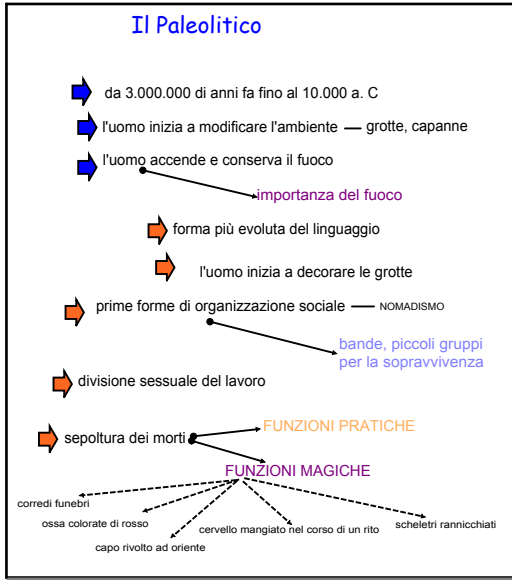 Il Paleolitico
da 3.000.000 di anni fa fino al 10.000 a. C
l'uomo inizia a modificare l'ambiente — grotte, capanne
l'uomo accende e conserva il fuoco
importanza del fuoco
forma più evoluta del linguaggio
l'uomo inizia a decorare le grotte
prime forme di organizzazione sociale — NOMADISMO
bande, piccoli gruppi
per la sopravvivenza
divisione sessuale del lavoro
FUNZIONI PRATICHE
sepoltura dei morti
FUNZIONI MAGICHE
corredi funebri
ossa colorate di rosso
capo rivolto ad oriente
cervello mangiato nel corso di un rito
scheletri rannicchiati